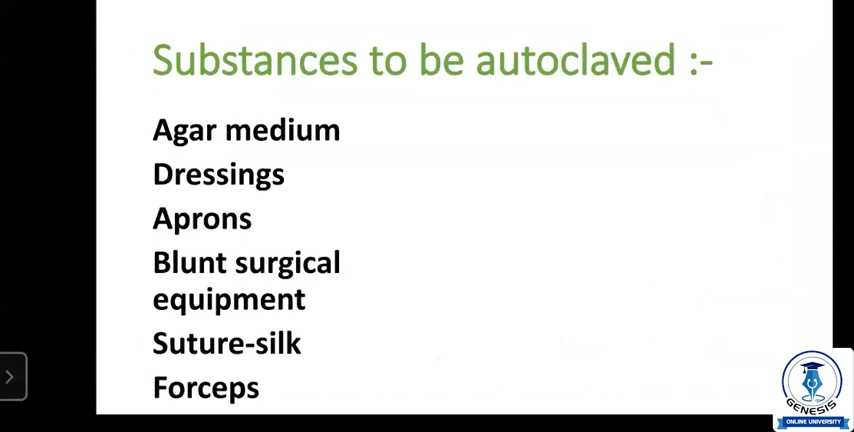 Substances to be autoclaved :-
Agar medium
Dressings
Aprons
Blunt surgical
equipment
Suture-silk
Forceps
GENESIS
ONLINE UNIVERSITY